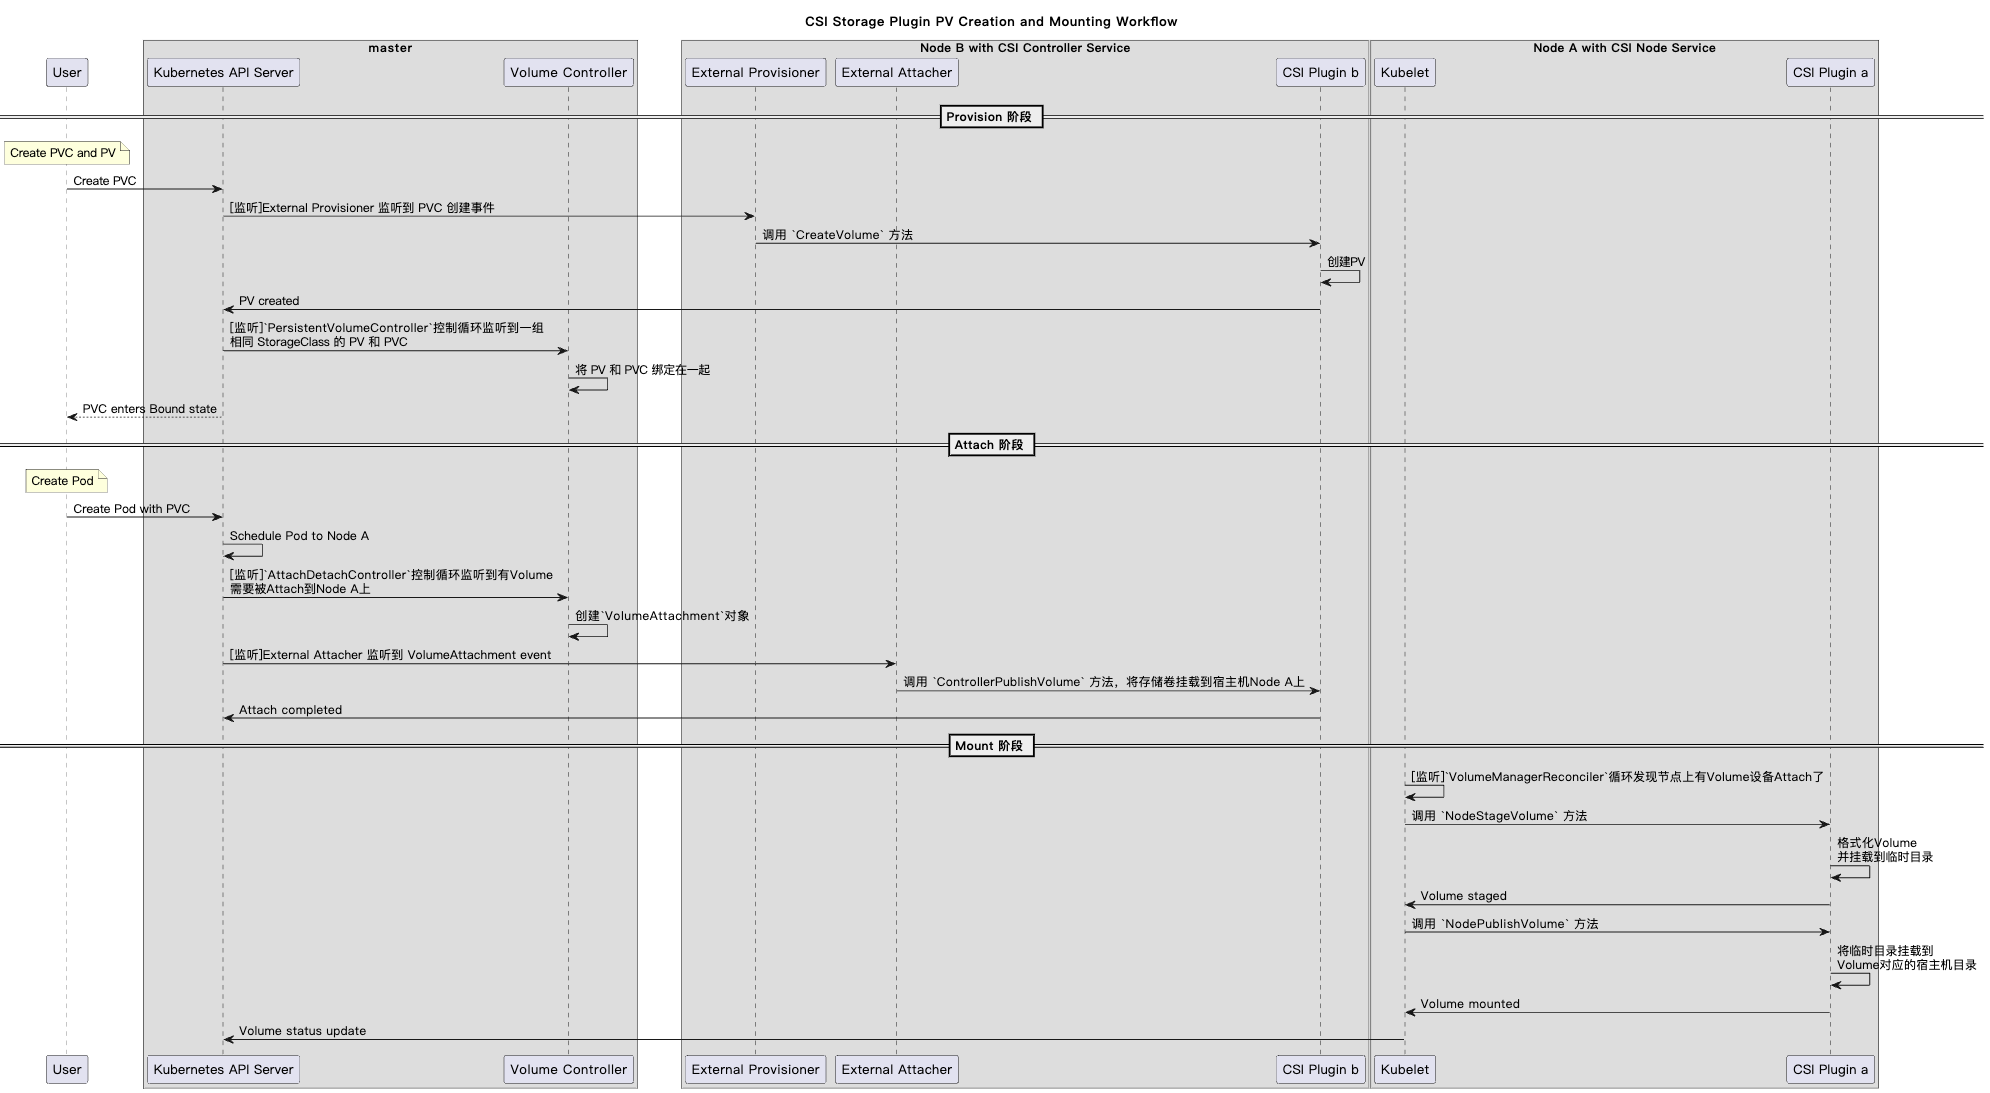 CSI Storage Plugin PV Creation and Mounting Workflow
master
Node B with CSI Controller Service
Node A with CSI Node Service
User
Kubernetes API Server
Volume Controller
External Provisioner
External Attacher
CSI Plugin b
Kubelet
CSI Plugin a
Provision 阶段
Create PVC and PV
Create PVC
[监听]External Provisioner 监听到 PVC 创建事件
调用 `CreateVolume` 方法
创建PV
PV created
[监听]`PersistentVolumeController`控制循环监听到一组
相同 StorageClass 的 PV 和 PVC
将 PV 和 PVC 绑定在一起
PVC enters Bound state
Attach 阶段
Create Pod
Create Pod with PVC
Schedule Pod to Node A
[监听]`AttachDetachController`控制循环监听到有Volume
需要被Attach到Node A上
创建`VolumeAttachment`对象
[监听]External Attacher 监听到 VolumeAttachment event
调用 `ControllerPublishVolume` 方法，将存储卷挂载到宿主机Node A上
Attach completed
Mount 阶段
[监听]`VolumeManagerReconciler`循环发现节点上有Volume设备Attach了
调用 `NodeStageVolume` 方法
格式化Volume
并挂载到临时目录
Volume staged
调用 `NodePublishVolume` 方法
将临时目录挂载到
Volume对应的宿主机目录
Volume mounted
Volume status update
User
Kubernetes API Server
Volume Controller
External Provisioner
External Attacher
CSI Plugin b
Kubelet
CSI Plugin a